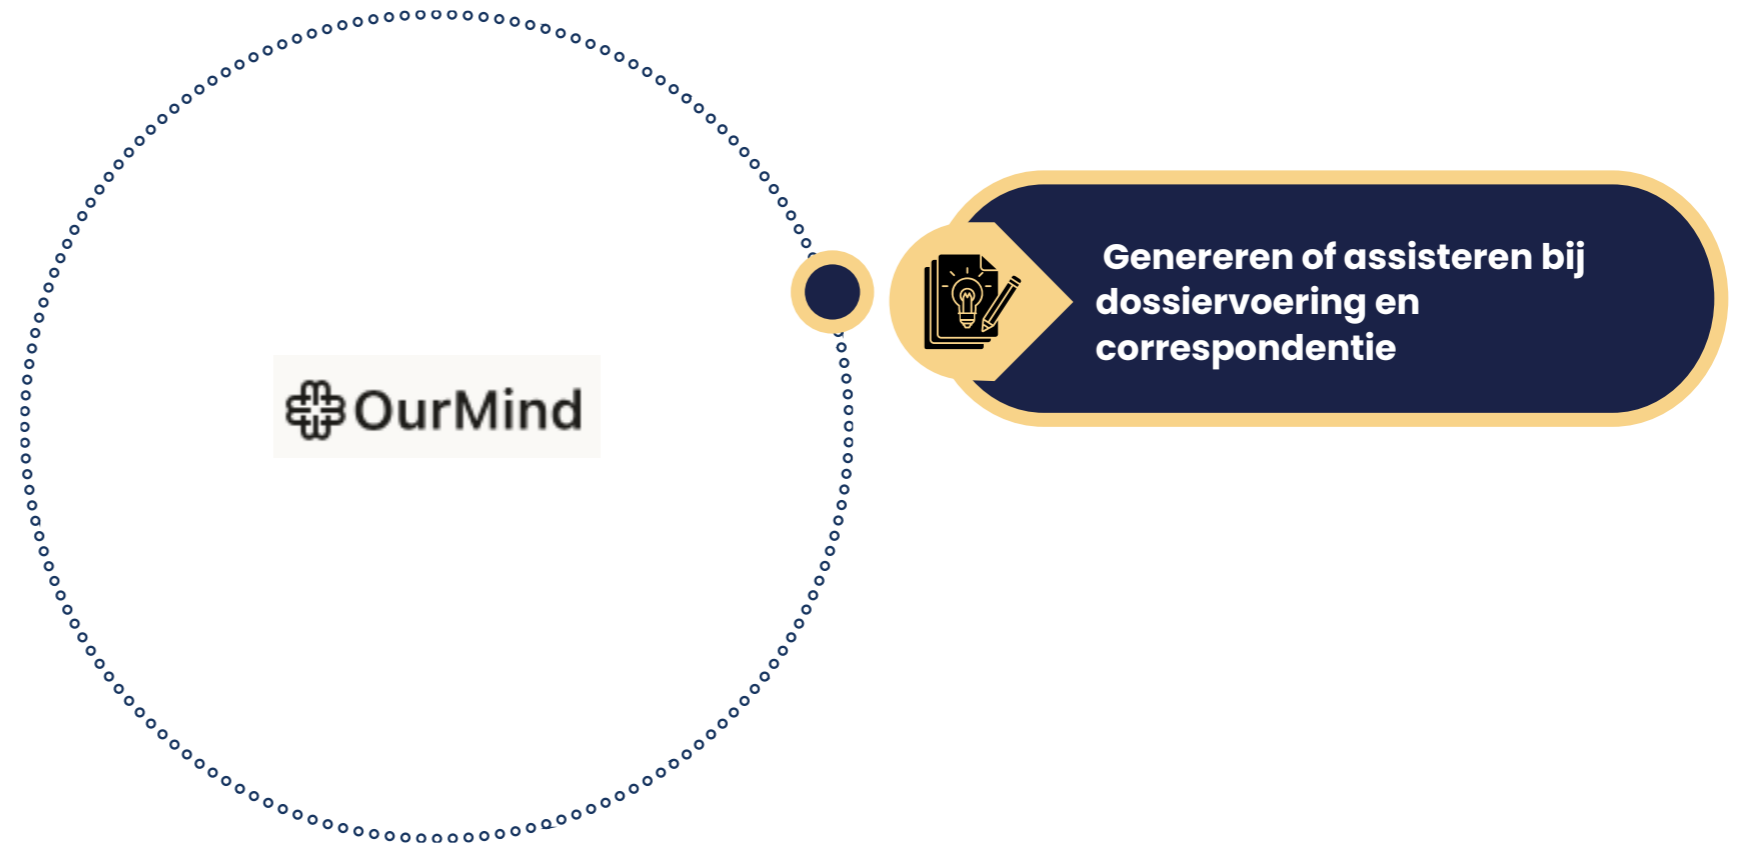 OurMind
Genereren of assisteren bij
dossiervoering en
correspondentie